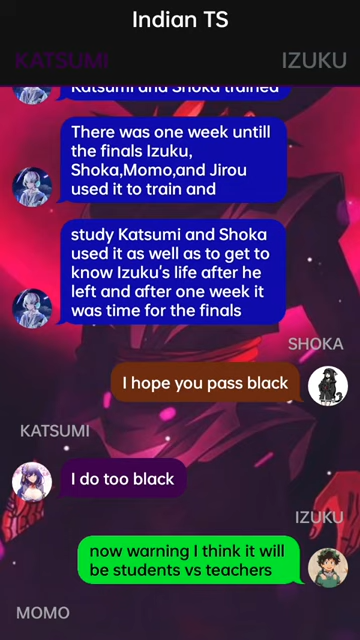 Indian TS
KATSUMI
IZUKU
Katsumi and Shoka trained
There was one week untill
the finals Izuku,
Shoka,Momo,and Jirou
used it to train and
study Katsumi and Shoka
used it as well as to get to
know Izuku's life after he
left and after one week it
was time for the finals
SHOKA
I hope you pass black
KATSUMI
I do too black
IZUKU
now warning I think it will
be students vs teachers
MOMO